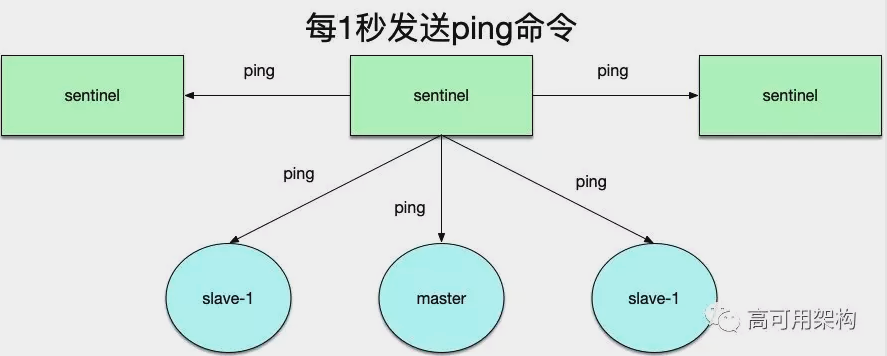 每1秒发送ping命令
ping
ping
sentinel
sentinel
sentinel
ping
ping
ping
slave-1
master
slave-1
高可用架构